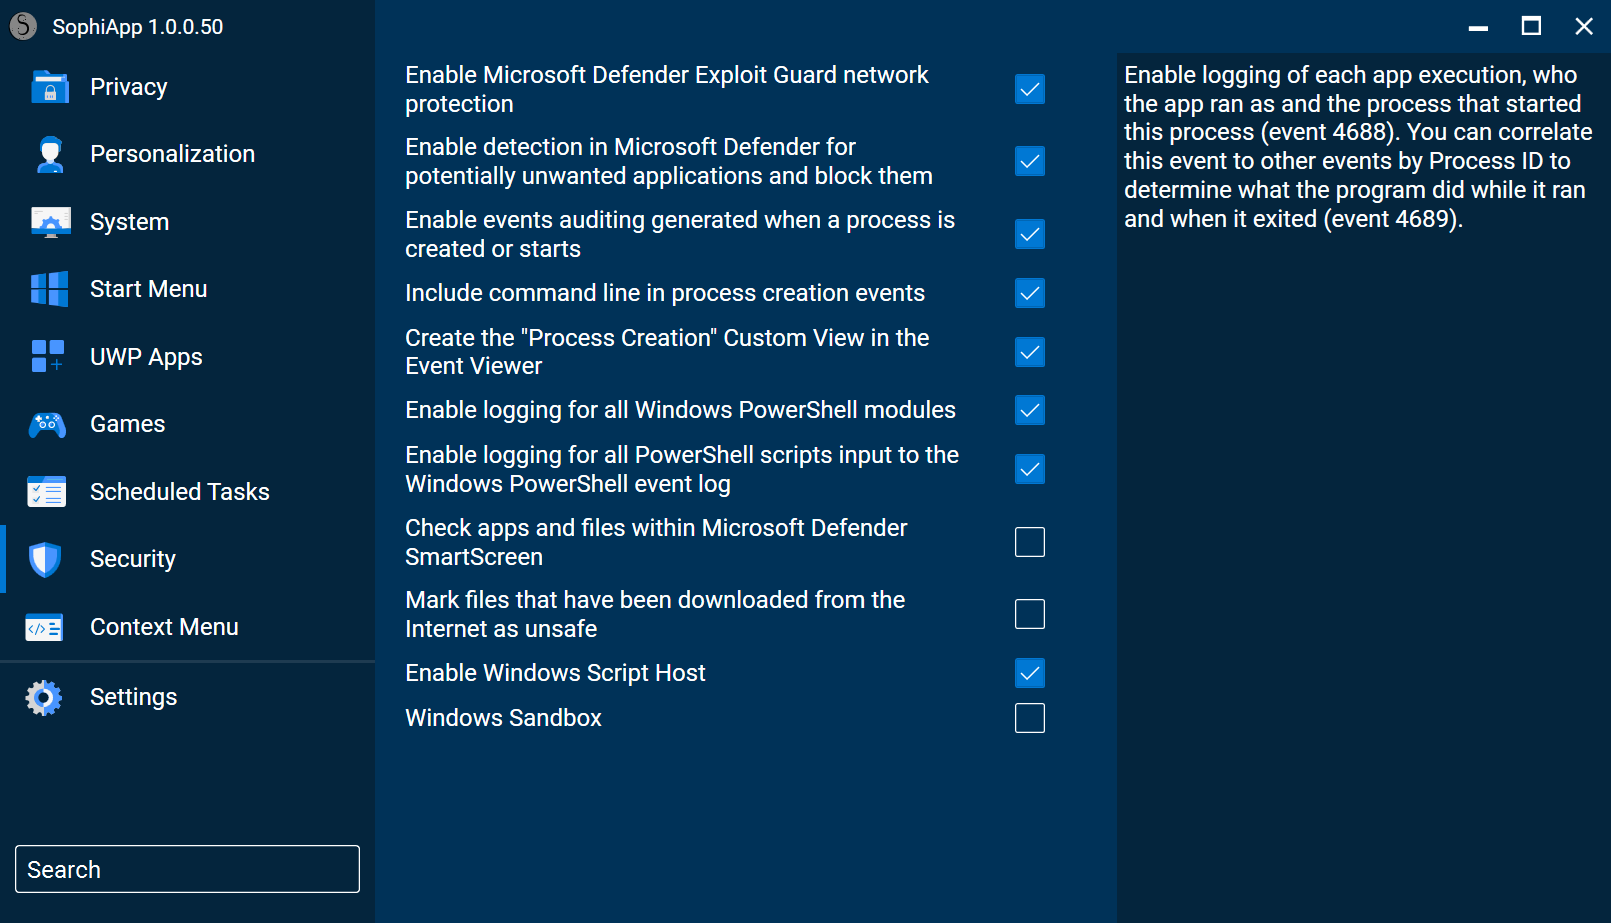 SophiApp 1.0.0.50
Privacy
Personalization
System
Start Menu
UWP Apps
Games
Scheduled Tasks
Security
Context Menu
Settings
Search
Enable Microsoft Defender Exploit Guard network
protection
Enable detection in Microsoft Defender for
potentially unwanted applications and block them
Enable events auditing generated when a process is
created or starts
Include command line in process creation events
Create the "Process Creation" Custom View in the
Event Viewer
Enable logging for all Windows PowerShell modules
Enable logging for all PowerShell scripts input to the
Windows PowerShell event log
Check apps and files within Microsoft Defender
SmartScreen
Mark files that have been downloaded from the
Internet as unsafe
Enable Windows Script Host
Windows Sandbox
Enable logging of each app execution, who
the app ran as and the process that started
this process (event 4688). You can correlate
this event to other events by Process ID to
determine what the program did while it ran
and when it exited (event 4689).